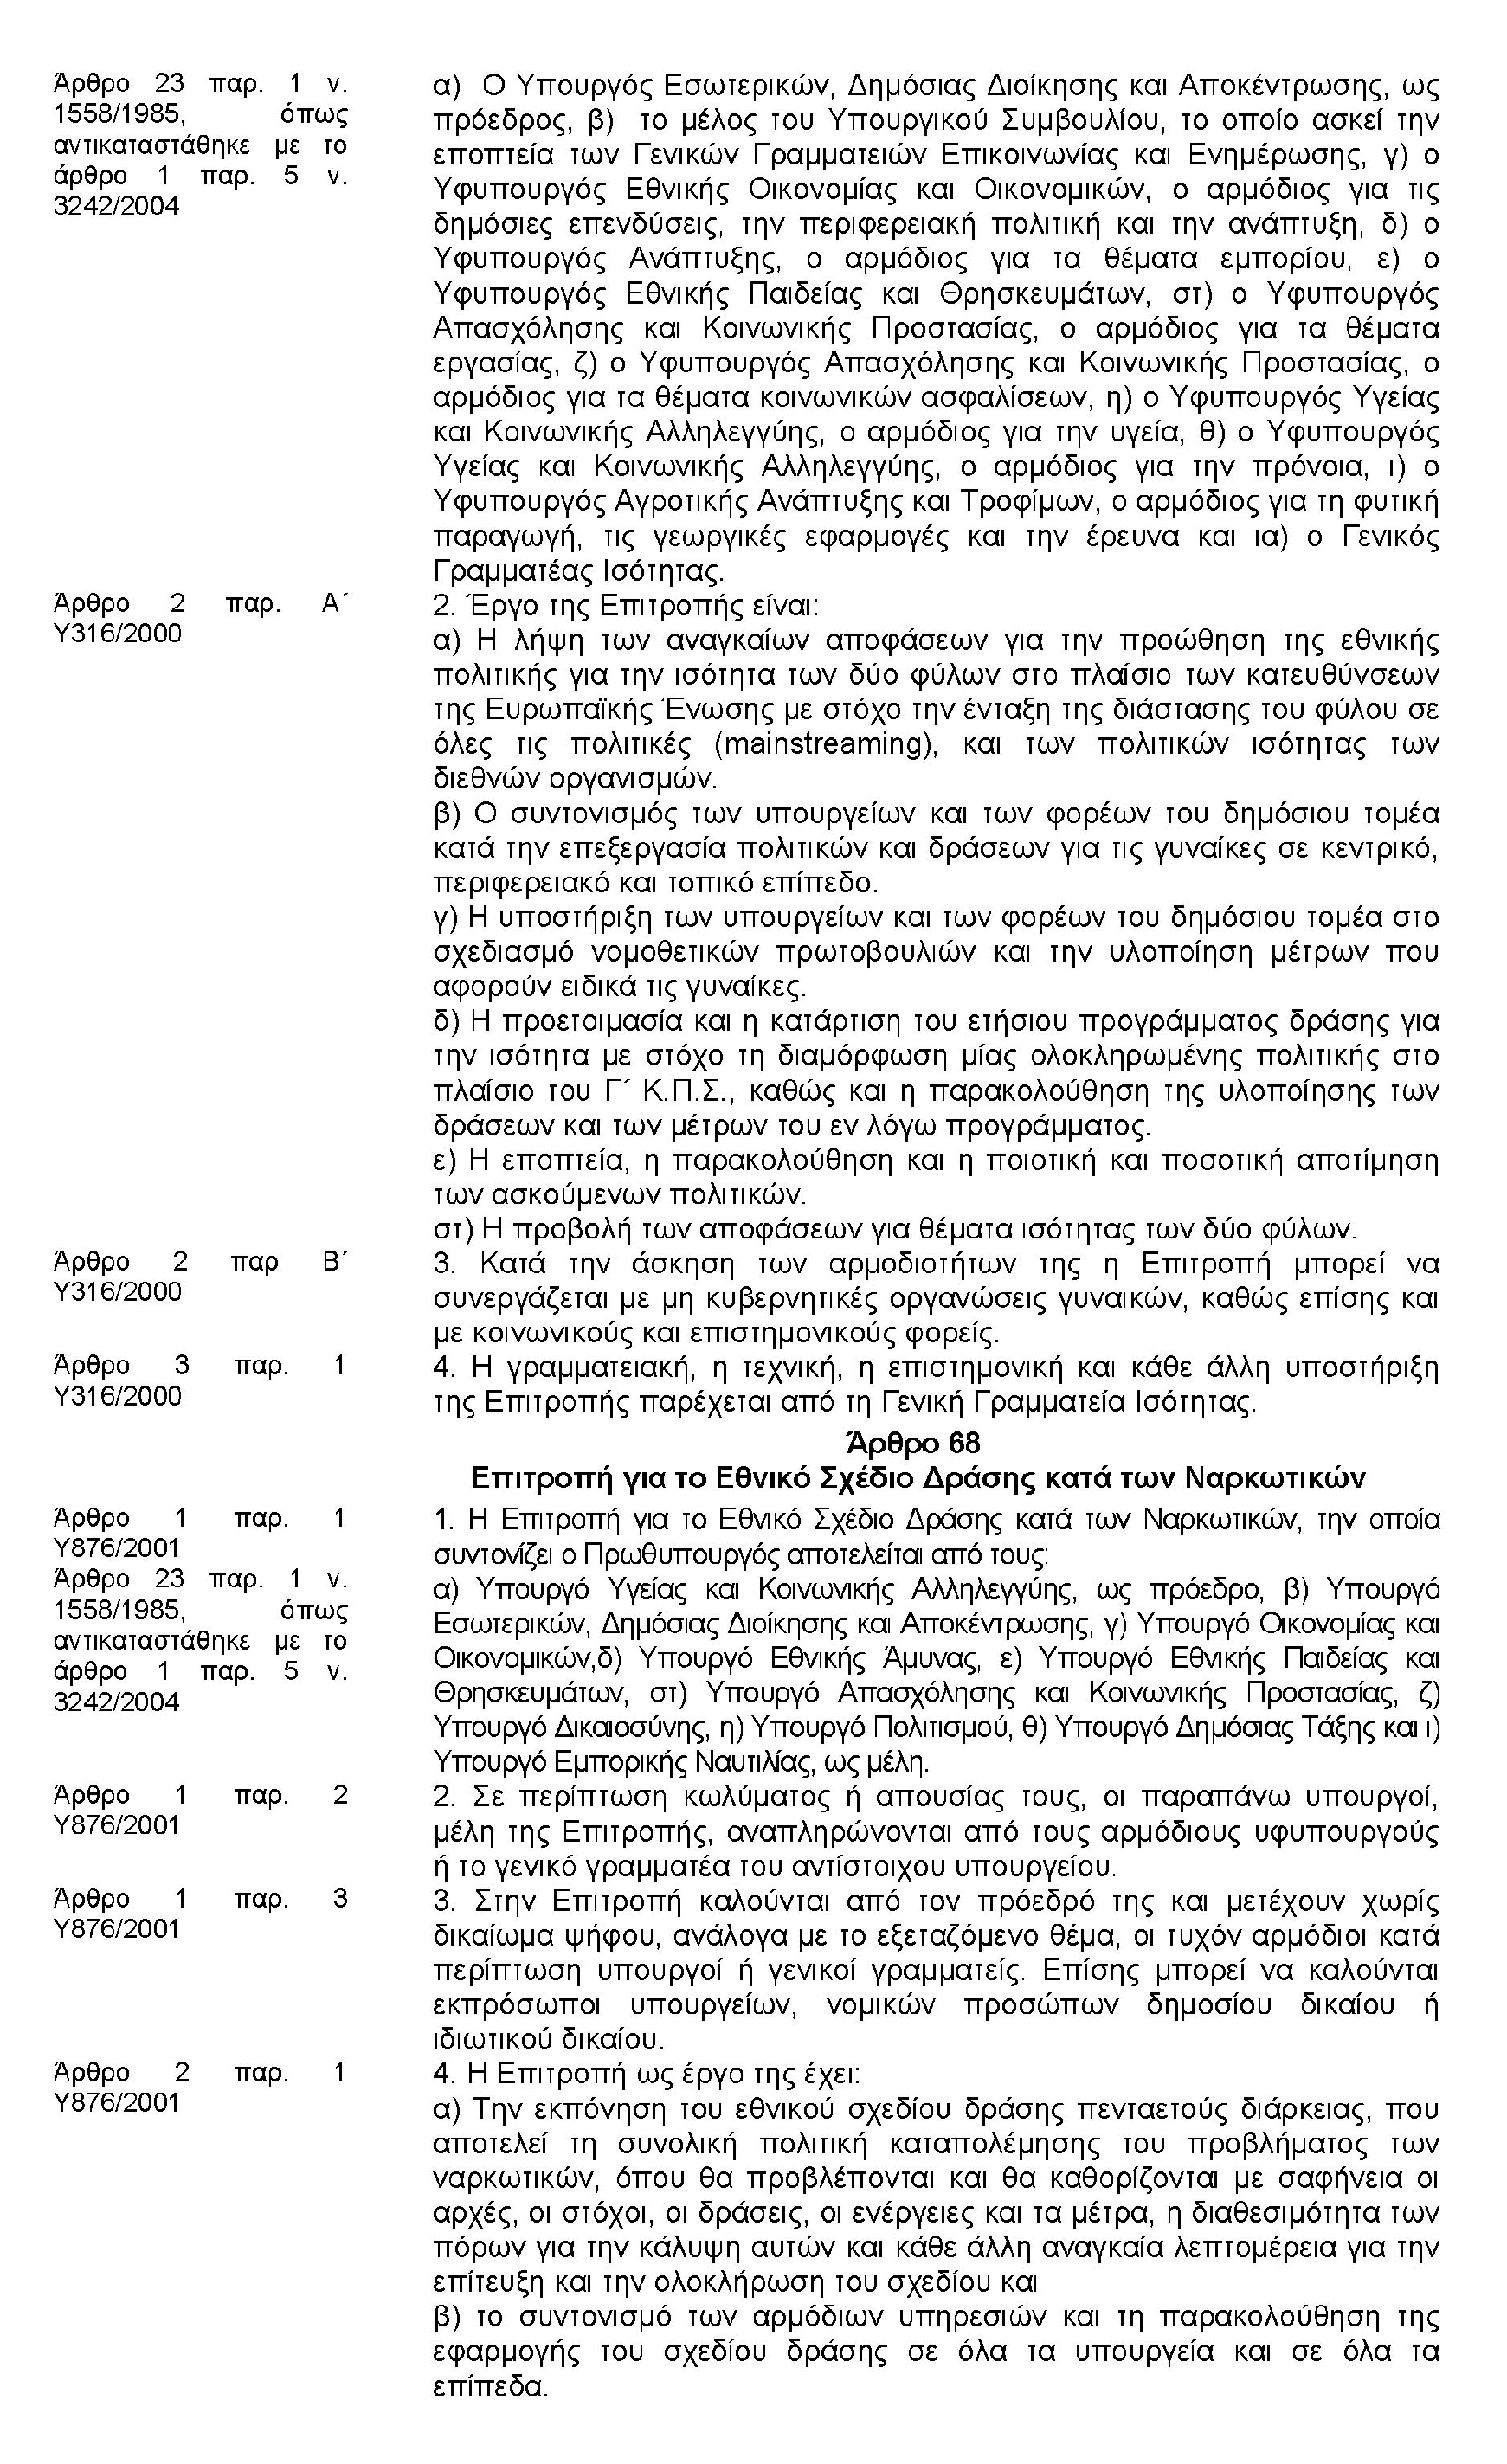 Άρθρο 23 παρ. 1 ν.
1558/1985, όπως
αντικαταστάθηκε με το
άρθρο 1 παρ. 5 ν.
3242/2004
α) Ο Υπουργός Εσωτερικών, Δημόσιας Διοίκησης και Αποκέντρωσης, ως
πρόεδρος, β) το μέλος του Υπουργικού Συμβουλίου, το οποίο ασκεί την
εποπτεία των Γενικών Γραμματειών Επικοινωνίας και Ενημέρωσης, γ) ο
Υφυπουργός Εθνικής Οικονομίας και Οικονομικών, ο αρμόδιος για τις
δημόσιες επενδύσεις, την περιφερειακή πολιτική και την ανάπτυξη, δ) ο
Υφυπουργός Ανάπτυξης, ο αρμόδιος για τα θέματα εμπορίου, ε) ο
Υφυπουργός Εθνικής Παιδείας και Θρησκευμάτων, στ) ο Υφυπουργός
Απασχόλησης και Κοινωνικής Προστασίας, ο αρμόδιος για τα θέματα
εργασίας, ζ) ο Υφυπουργός Απασχόλησης και Κοινωνικής Προστασίας, ο
αρμόδιος για τα θέματα κοινωνικών ασφαλίσεων, η) ο Υφυπουργός Υγείας
και Κοινωνικής Αλληλεγγύης, ο αρμόδιος για την υγεία, θ) ο Υφυπουργός
Υγείας και Κοινωνικής Αλληλεγγύης, ο αρμόδιος για την πρόνοια, ι) ο
Υφυπουργός Αγροτικής Ανάπτυξης και Τροφίμων, ο αρμόδιος για τη φυτική
παραγωγή, τις γεωργικές εφαρμογές και την έρευνα και ια) ο Γενικός
Γραμματέας Ισότητας.
Άρθρο 2 παρ. Α΄
Υ316/2000
2. Έργο της Επιτροπής είναι:
α) Η λήψη των αναγκαίων αποφάσεων για την προώθηση της εθνικής
πολιτικής για την ισότητα των δύο φύλων στο πλαίσιο των κατευθύνσεων
της Ευρωπαϊκής Ένωσης με στόχο την ένταξη της διάστασης του φύλου σε
όλες τις πολιτικές (mainstreaming), και των πολιτικών ισότητας των
διεθνών οργανισμών.
β) Ο συντονισμός των υπουργείων και των φορέων του δημόσιου τομέα
κατά την επεξεργασία πολιτικών και δράσεων για τις γυναίκες σε κεντρικό,
περιφερειακό και τοπικό επίπεδο.
γ) Η υποστήριξη των υπουργείων και των φορέων του δημόσιου τομέα στο
σχεδιασμό νομοθετικών πρωτοβουλιών και την υλοποίηση μέτρων που
αφορούν ειδικά τις γυναίκες.
δ) Η προετοιμασία και η κατάρτιση του ετήσιου προγράμματος δράσης για
την ισότητα με στόχο τη διαμόρφωση μίας ολοκληρωμένης πολιτικής στο
πλαίσιο του Γ΄ Κ.Π.Σ., καθώς και η παρακολούθηση της υλοποίησης των
δράσεων και των μέτρων του εν λόγω προγράμματος.
ε) Η εποπτεία, η παρακολούθηση και η ποιοτική και ποσοτική αποτίμηση
των ασκούμενων πολιτικών.
στ) Η προβολή των αποφάσεων για θέματα ισότητας των δύο φύλων.
Άρθρο 2 παρ Β΄
Υ316/2000
3. Κατά την άσκηση των αρμοδιοτήτων της η Επιτροπή μπορεί να
συνεργάζεται με μη κυβερνητικές οργανώσεις γυναικών, καθώς επίσης και
με κοινωνικούς και επιστημονικούς φορείς.
Άρθρο 3 παρ. 1
Υ316/2000
4. Η γραμματειακή, η τεχνική, η επιστημονική και κάθε άλλη υποστήριξη
της Επιτροπής παρέχεται από τη Γενική Γραμματεία Ισότητας.
Άρθρο 68
Επιτροπή για το Εθνικό Σχέδιο Δράσης κατά των Ναρκωτικών
Άρθρο 1 παρ. 1
Υ876/2001
Άρθρο 23 παρ. 1 ν.
1558/1985, όπως
αντικαταστάθηκε με το
άρθρο 1 παρ. 5 ν.
3242/2004
1. Η Επιτροπή για το Εθνικό Σχέδιο Δράσης κατά των Ναρκωτικών, την οποία
συντονίζει ο Πρωθυπουργός αποτελείται από τους:
α) Υπουργό Υγείας και Κοινωνικής Αλληλεγγύης, ως πρόεδρο, β) Υπουργό
Εσωτερικών, Δημόσιας Διοίκησης και Αποκέντρωσης, γ) Υπουργό Οικονομίας και
Οικονομικών,δ) Υπουργό Εθνικής Άμυνας, ε) Υπουργό Εθνικής Παιδείας και
Θρησκευμάτων, στ) Υπουργό Απασχόλησης και Κοινωνικής Προστασίας, ζ)
Υπουργό Δικαιοσύνης, η) Υπουργό Πολιτισμού, θ) Υπουργό Δημόσιας Τάξης και ι)
Υπουργό Εμπορικής Ναυτιλίας, ως μέλη.
Άρθρο 1 παρ. 2
Υ876/2001
2. Σε περίπτωση κωλύματος ή απουσίας τους, οι παραπάνω υπουργοί,
μέλη της Επιτροπής, αναπληρώνονται από τους αρμόδιους υφυπουργούς
ή το γενικό γραμματέα του αντίστοιχου υπουργείου.
Άρθρο 1 παρ. 3
Υ876/2001
3. Στην Επιτροπή καλούνται από τον πρόεδρό της και μετέχουν χωρίς
δικαίωμα ψήφου, ανάλογα με το εξεταζόμενο θέμα, οι τυχόν αρμόδιοι κατά
περίπτωση υπουργοί ή γενικοί γραμματείς. Επίσης μπορεί να καλούνται
εκπρόσωποι υπουργείων, νομικών προσώπων δημοσίου δικαίου ή
ιδιωτικού δικαίου.
Άρθρο 2 παρ. 1
Υ876/2001
4. Η Επιτροπή ως έργο της έχει:
α) Την εκπόνηση του εθνικού σχεδίου δράσης πενταετούς διάρκειας, που
αποτελεί τη συνολική πολιτική καταπολέμησης του προβλήματος των
ναρκωτικών, όπου θα προβλέπονται και θα καθορίζονται με σαφήνεια οι
αρχές, οι στόχοι, οι δράσεις, οι ενέργειες και τα μέτρα, η διαθεσιμότητα των
πόρων για την κάλυψη αυτών και κάθε άλλη αναγκαία λεπτομέρεια για την
επίτευξη και την ολοκλήρωση του σχεδίου και
β) το συντονισμό των αρμόδιων υπηρεσιών και τη παρακολούθηση της
εφαρμογής του σχεδίου δράσης σε όλα τα υπουργεία και σε όλα τα
επίπεδα.